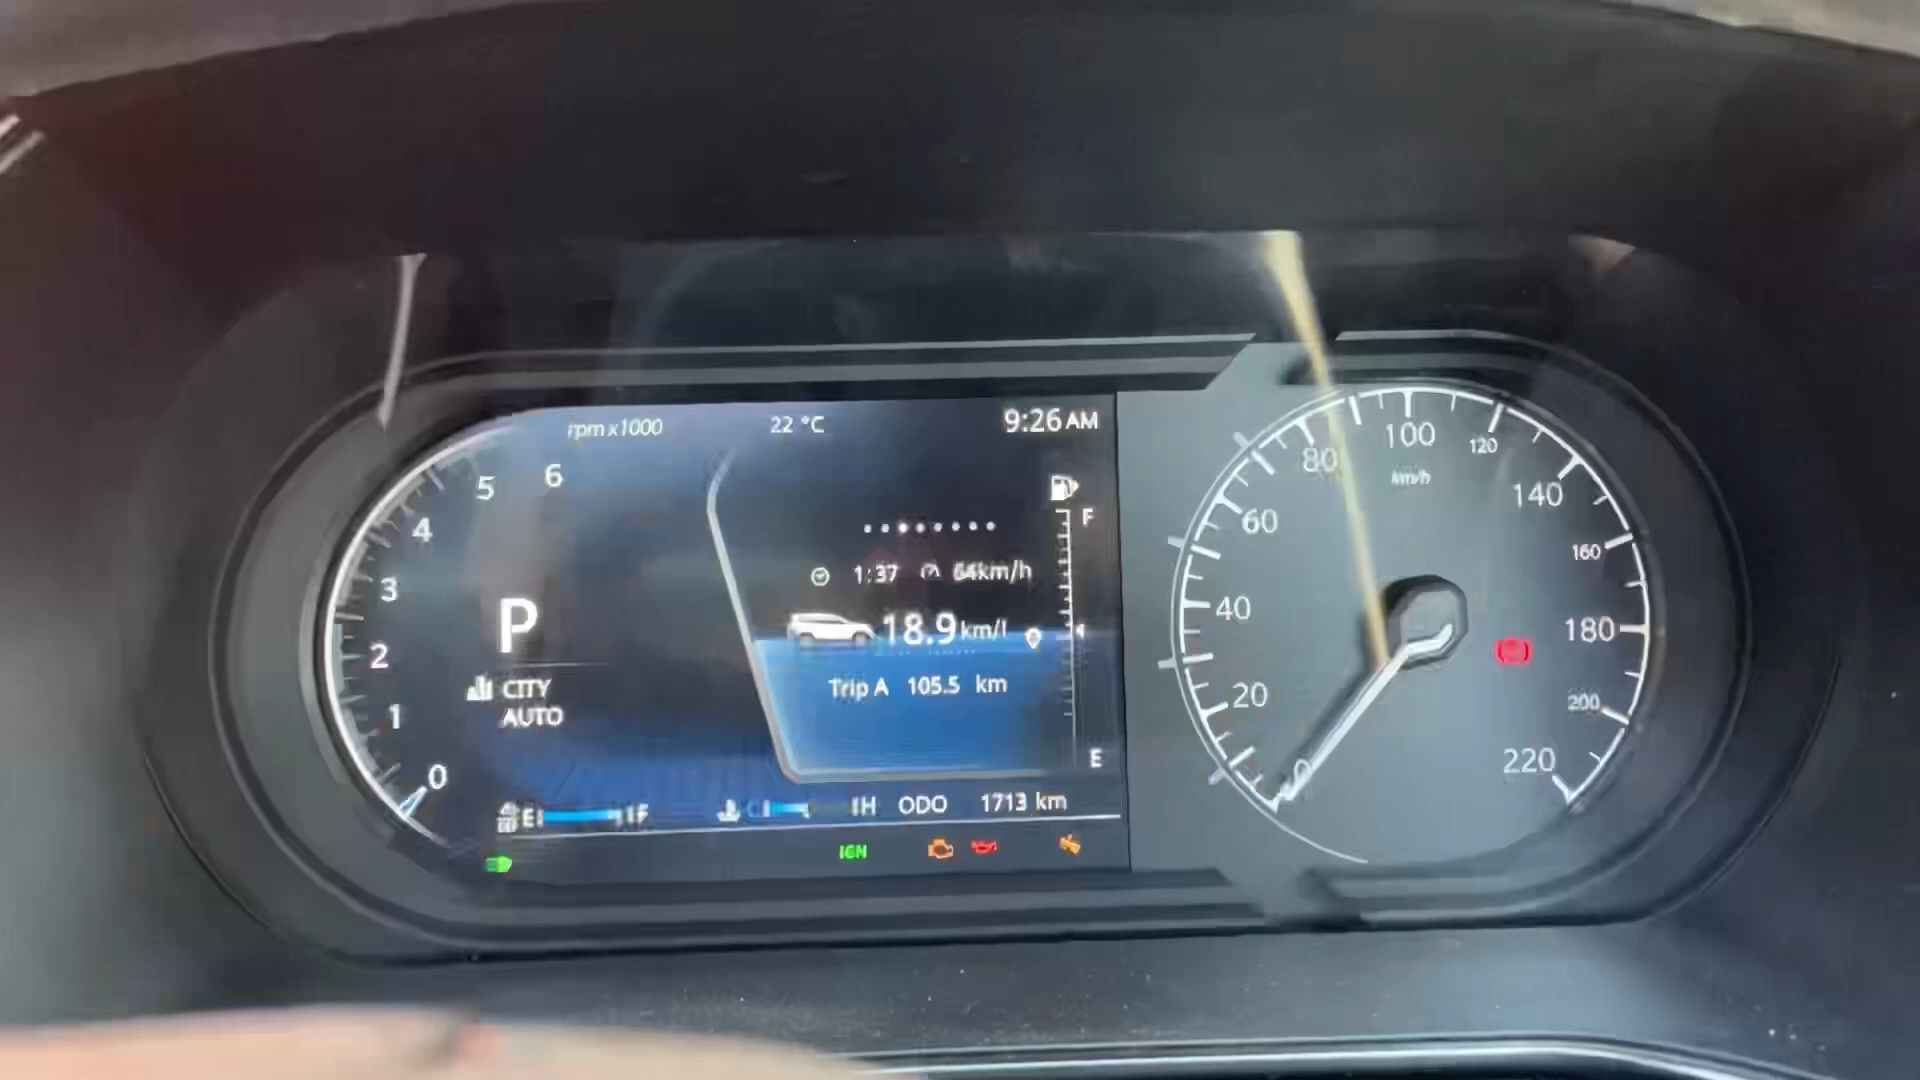 rpm x1000 22 °C 9:26 AM
6
5
4
3
2
1
0
P
CITY
AUTO
1:37 64km/h
18.9 km/l
Trip A 105.5 km
F
E
E F C H ODO 1713 km
IGN
0
20
40
60
80
100
120
140
160
180
200
220
km/h